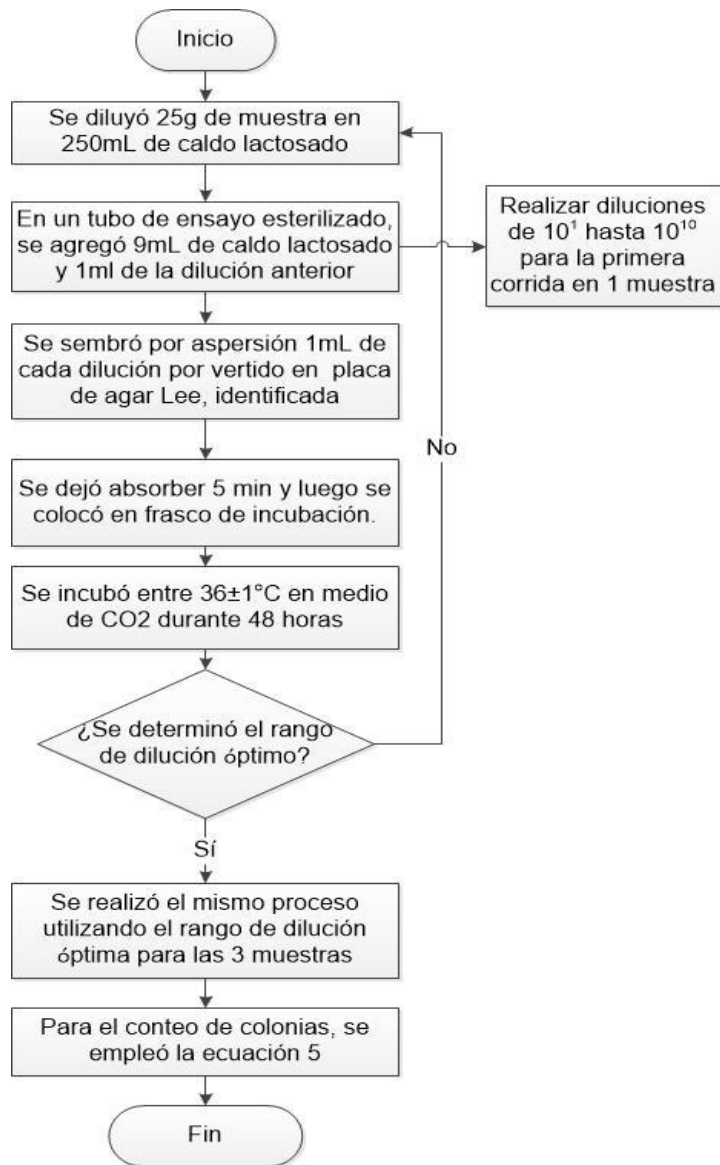 Inicio
Se diluyó 25g de muestra en
250mL de caldo lactosado
En un tubo de ensayo esterilizado,
se agregó 9mL de caldo lactosado
y 1ml de la dilución anterior
Realizar diluciones
de 10¹ hasta 10¹⁰
para la primera
corrida en 1 muestra
Se sembró por aspersión 1mL de
cada dilución por vertido en placa
de agar Lee, identificada
No
Se dejó absorber 5 min y luego se
colocó en frasco de incubación.
Se incubó entre 36±1°C en medio
de CO2 durante 48 horas
¿Se determinó el rango
de dilución óptimo?
Sí
Se realizó el mismo proceso
utilizando el rango de dilución
óptima para las 3 muestras
Para el conteo de colonias, se
empleó la ecuación 5
Fin